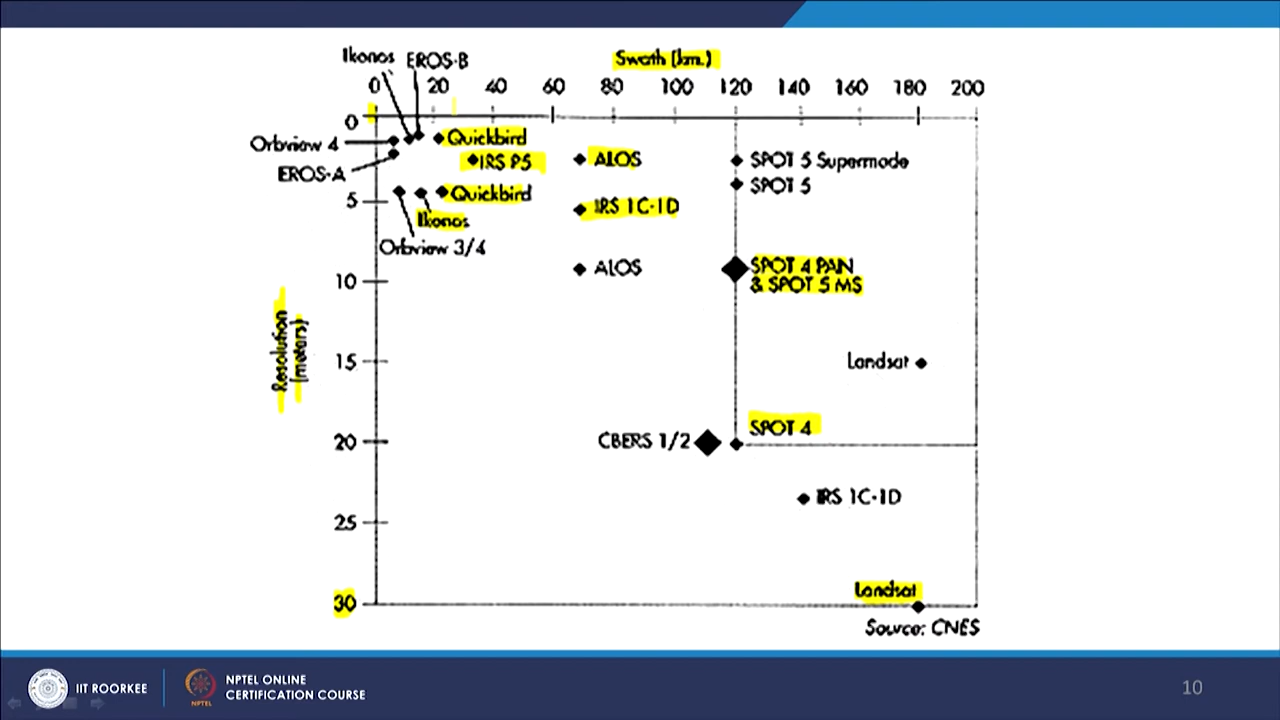 Swath (km.)
Ikonos EROS-B
0 20 40 60 80 100 120 140 160 180 200
0
Orbview 4
Quickbird
EROS-A
IRS P5
ALOS
SPOT 5 Supermode
SPOT 5
Quickbird
5
Ikonos
IRS 1C-1D
Orbview 3/4
ALOS
SPOT 4 PAN
& SPOT 5 MS
10
Resolution
(meters)
15
Landsat
SPOT 4
20
CBERS 1/2
IRS 1C-1D
25
Landsat
30
Source: CNES
IIT ROORKEE
NPTEL
NPTEL ONLINE
CERTIFICATION COURSE
10